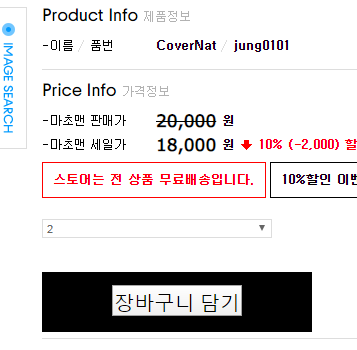 Product Info 제품정보
-이름 / 품번 CoverNat / jung0101
IMAGE SEARCH
Price Info 가격정보
-마초맨 판매가 20,000 원
-마초맨 세일가 18,000 원 🡇 10% (-2,000) 할
스토어는 전 상품 무료배송입니다. 10%할인 이벤
2
장바구니 담기